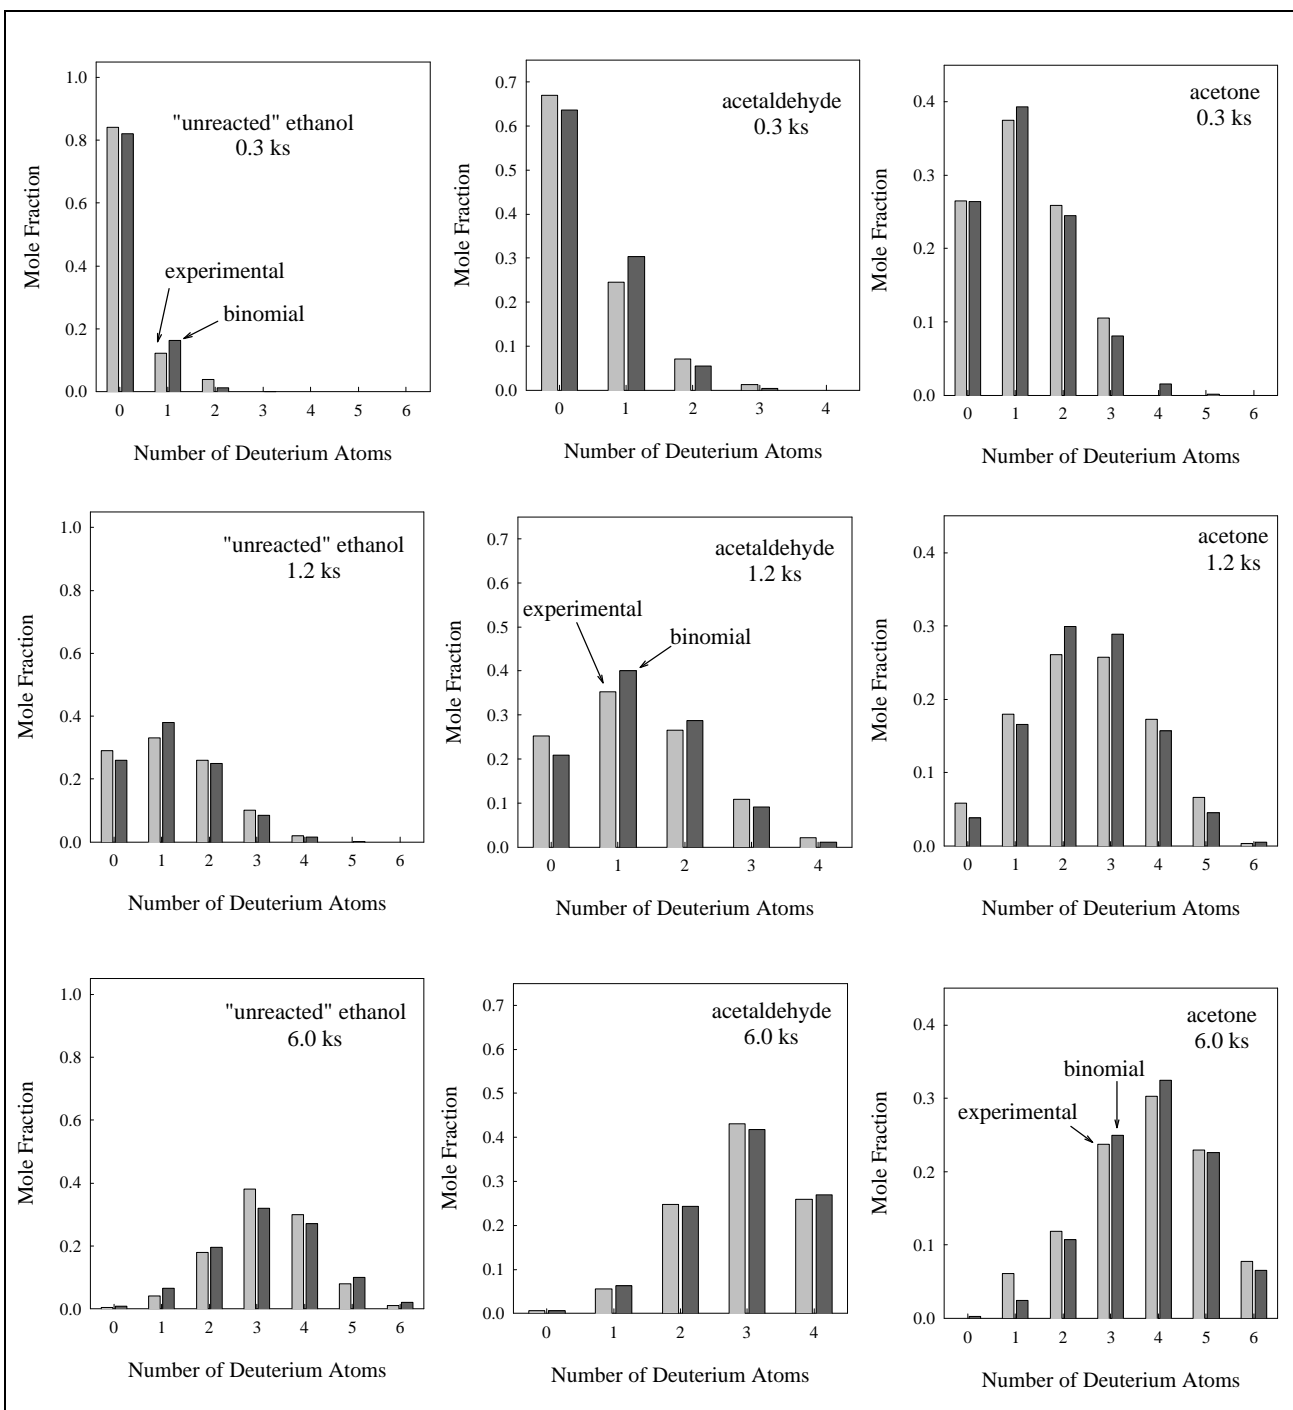 "unreacted" ethanol
0.3 ks
Mole Fraction
1.0
0.8
0.6
0.4
0.2
0.0
experimental
binomial
0 1 2 3 4 5 6
Number of Deuterium Atoms
acetaldehyde
0.3 ks
Mole Fraction
0.7
0.6
0.5
0.4
0.3
0.2
0.1
0.0
0 1 2 3 4
Number of Deuterium Atoms
acetone
0.3 ks
Mole Fraction
0.4
0.3
0.2
0.1
0.0
0 1 2 3 4 5 6
Number of Deuterium Atoms
"unreacted" ethanol
1.2 ks
Mole Fraction
1.0
0.8
0.6
0.4
0.2
0.0
0 1 2 3 4 5 6
Number of Deuterium Atoms
acetaldehyde
1.2 ks
Mole Fraction
0.7
0.6
0.5
0.4
0.3
0.2
0.1
0.0
experimental
binomial
0 1 2 3 4
Number of Deuterium Atoms
acetone
1.2 ks
Mole Fraction
0.4
0.3
0.2
0.1
0.0
0 1 2 3 4 5 6
Number of Deuterium Atoms
"unreacted" ethanol
6.0 ks
Mole Fraction
1.0
0.8
0.6
0.4
0.2
0.0
0 1 2 3 4 5 6
Number of Deuterium Atoms
acetaldehyde
6.0 ks
Mole Fraction
0.7
0.6
0.5
0.4
0.3
0.2
0.1
0.0
0 1 2 3 4
Number of Deuterium Atoms
acetone
6.0 ks
Mole Fraction
0.4
0.3
0.2
0.1
0.0
binomial
experimental
0 1 2 3 4 5 6
Number of Deuterium Atoms